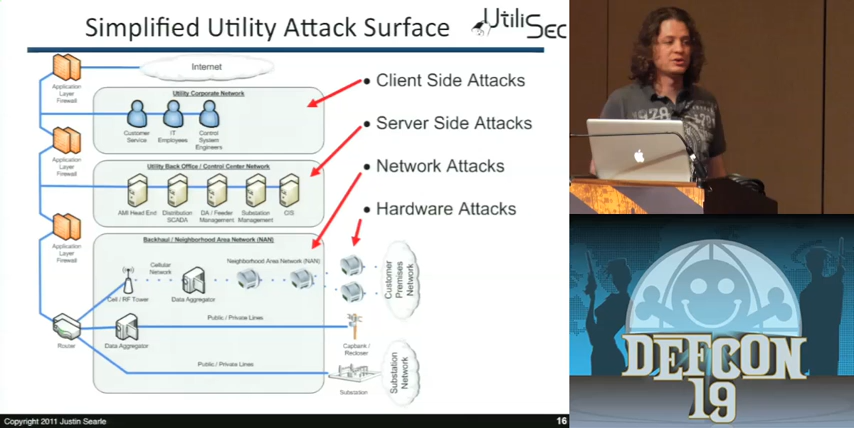 Simplified Utility Attack Surface
UtiliSec
Internet
Application
Layer
Firewall
Utility Corporate Network
Customer
Service
IT
Employees
Control
System
Engineers
• Client Side Attacks
• Server Side Attacks
• Network Attacks
• Hardware Attacks
Application
Layer
Firewall
Utility Back Office / Control Center Network
AMI Head End
Distribution
SCADA
DA / Feeder
Management
Substation
Management
CIS
Application
Layer
Firewall
Backhaul / Neighborhood Area Network (NAN)
Cellular
Network
Neighborhood Area Network (NAN)
Cell / RF Tower
Data Aggregator
Customer
Premises
Network
Router
Data Aggregator
Public / Private Lines
Capbank /
Recloser
Public / Private Lines
Substation
Substation
Network
Copyright 2011 Justin Searle
16
1928
DEFCON
19